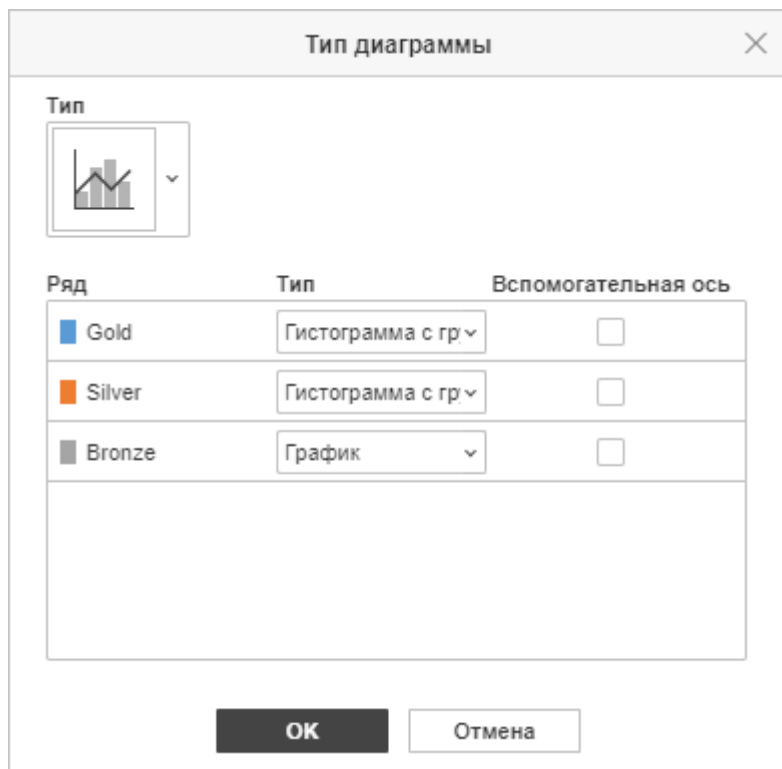 Тип диаграммы
Тип
Ряд Тип Вспомогательная ось
Gold Гистограмма с гр
Silver Гистограмма с гр
Bronze График
OK Отмена